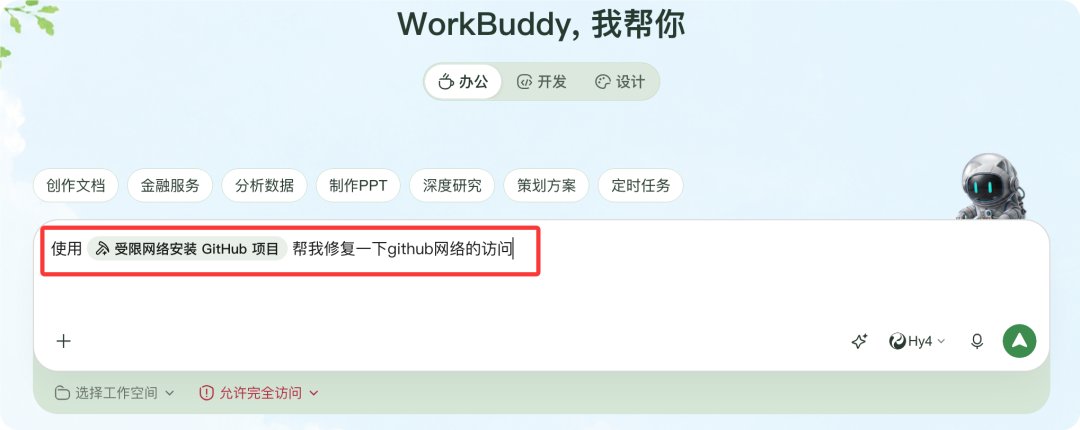 WorkBuddy, 我帮你
办公 开发 设计
创作文档 金融服务 分析数据 制作PPT 深度研究 策划方案 定时任务
使用 受限网络安装 GitHub 项目 帮我修复一下github网络的访问
Hy4
选择工作空间 允许完全访问